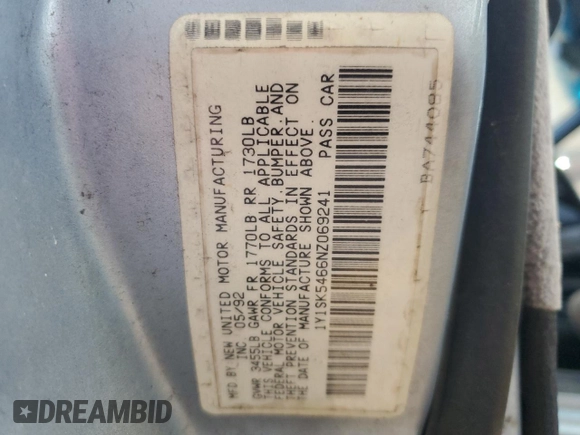 MFD BY NEW UNITED MOTOR MANUFACTURING
INC 05/92
GVWR 3455LB GAWR FR 1770LB RR 1730LB
THIS VEHICLE CONFORMS TO ALL APPLICABLE
FEDERAL MOTOR VEHICLE SAFETY,BUMPER,AND
THEFT PREVENTION STANDARDS IN EFFECT ON
THE DATE OF MANUFACTURE SHOWN ABOVE.
1Y1SK5466NZ069241 PASS CAR
BA744085
DREAMBID